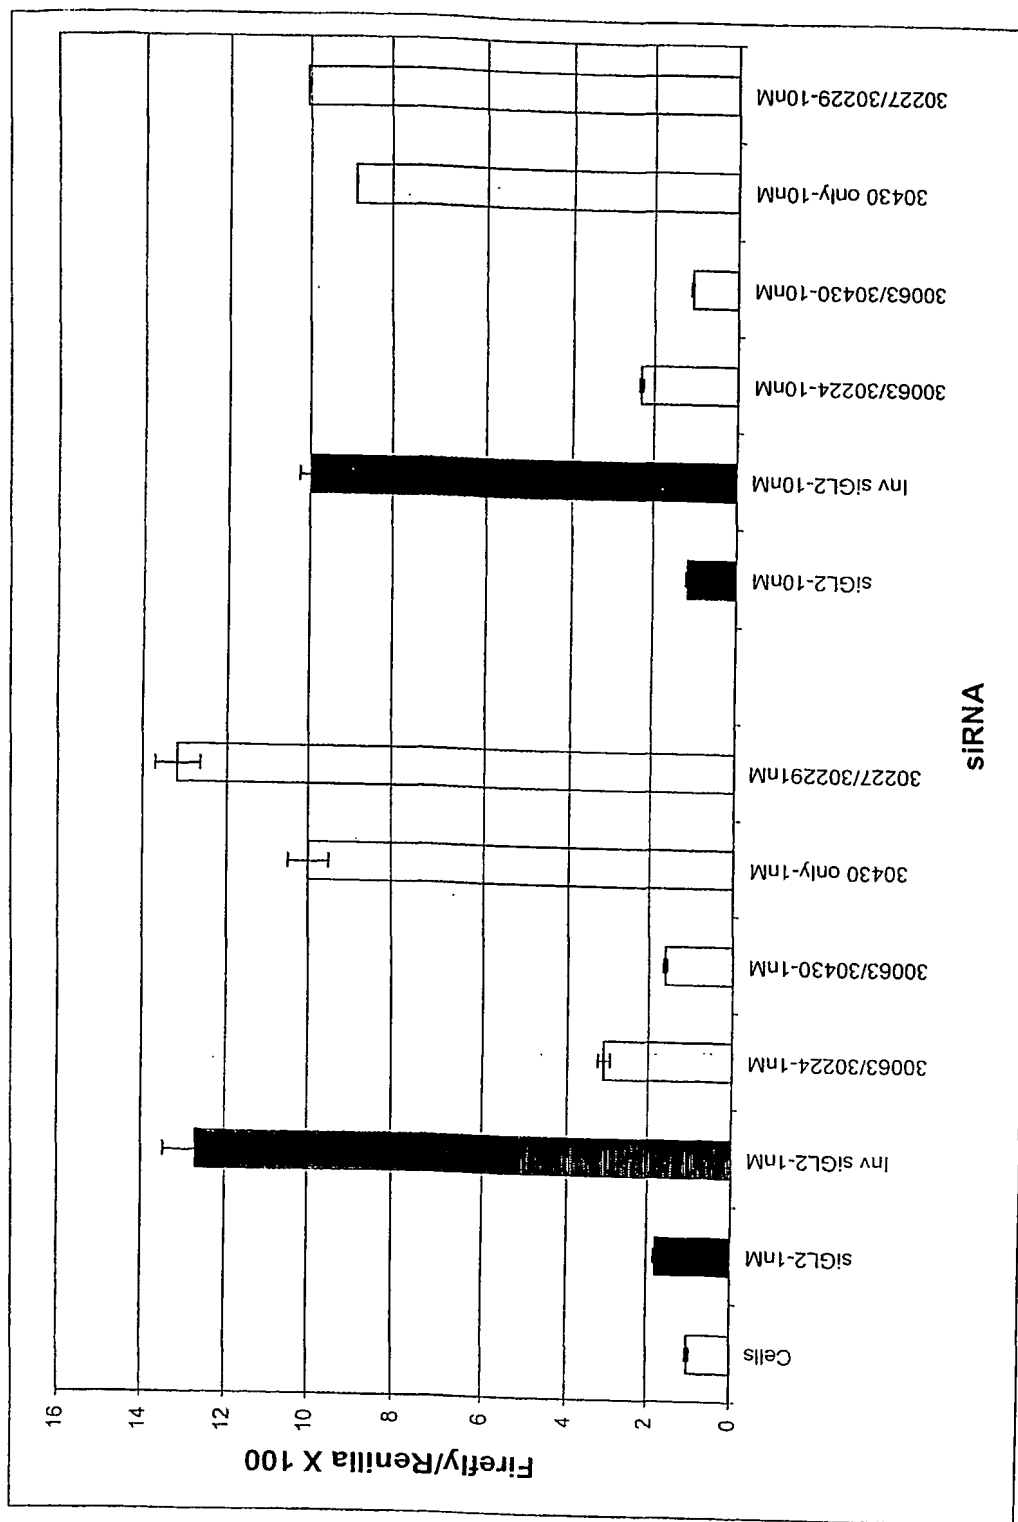 Firefly/Renilla X 100
16
14
12
10
8
6
4
2
0
Cells
siGL2-1nM
Inv siGL2-1nM
30063/30224-1nM
30063/30430-1nM
30430 only-1nM
30227/302291nM
siGL2-10nM
Inv siGL2-10nM
30063/30224-10nM
30063/30430-10nM
30430 only-10nM
30227/30229-10nM
siRNA